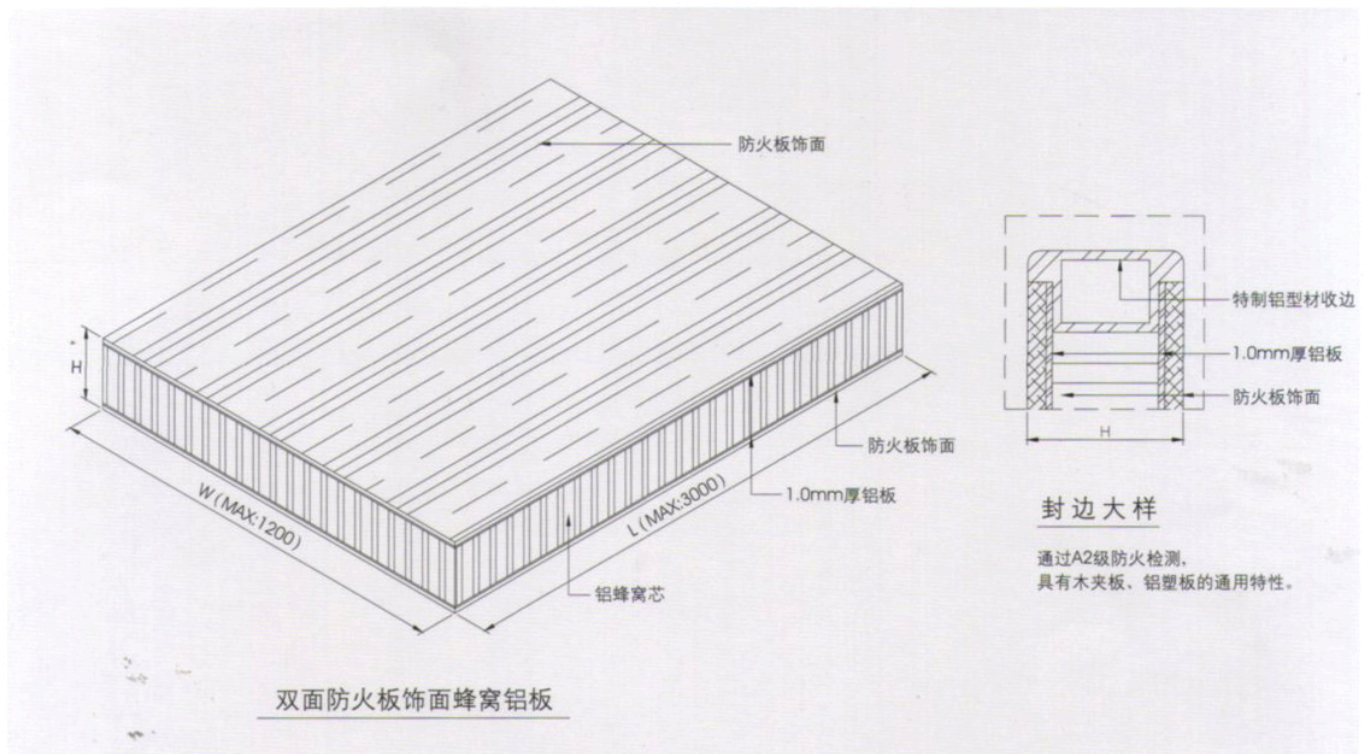 防火板饰面
特制铝型材收边
1.0mm厚铝板
防火板饰面
H
H
防火板饰面
1.0mm厚铝板
W(MAX:1200)
L(MAX:3000)
铝蜂窝芯
封边大样
通过A2级防火检测,
具有木夹板、铝塑板的通用特性。
双面防火板饰面蜂窝铝板